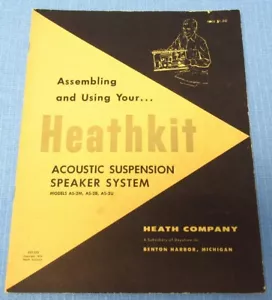 Assembling
and Using Your...
Heathkit
ACOUSTIC SUSPENSION
SPEAKER SYSTEM
HEATH COMPANY
BENTON HARBOR, MICHIGAN